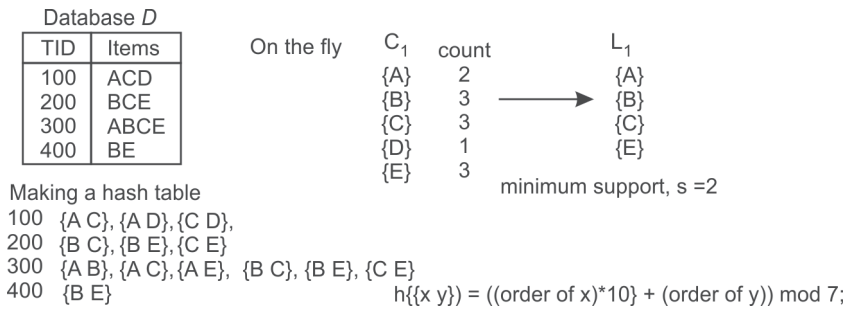 Database D
TID Items
100 ACD
200 BCE
300 ABCE
400 BE
On the fly C₁ count
{A} 2
{B} 3
{C} 3
{D} 1
{E} 3
L₁
{A}
{B}
{C}
{E}
minimum support, s =2
Making a hash table
100 {A C}, {A D}, {C D},
200 {B C}, {B E}, {C E}
300 {A B}, {A C}, {A E}, {B C}, {B E}, {C E}
400 {B E}
h{{x y}) = ((order of x)*10} + (order of y)) mod 7;